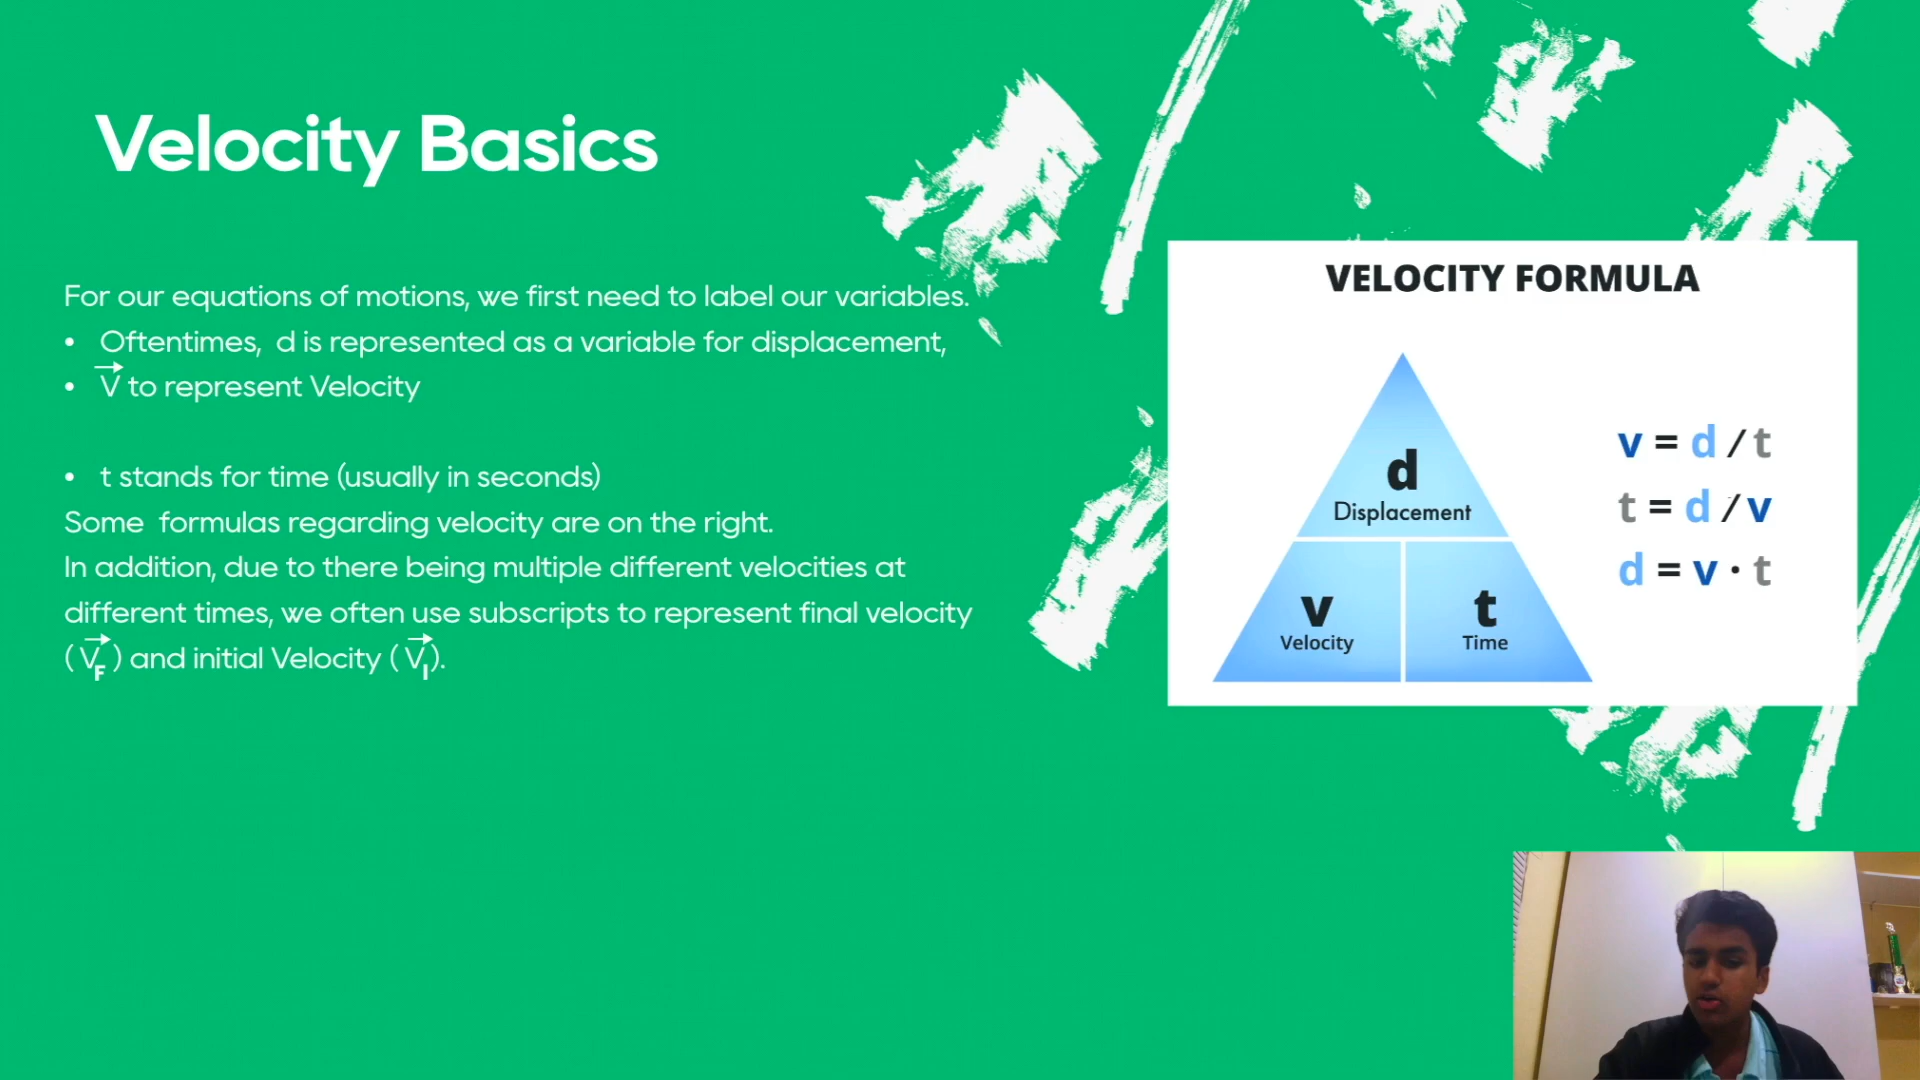 Velocity Basics
For our equations of motions, we first need to label our variables.
• Oftentimes, d is represented as a variable for displacement,
• V⃗ to represent Velocity
• t stands for time (usually in seconds)
Some formulas regarding velocity are on the right.
In addition, due to there being multiple different velocities at
different times, we often use subscripts to represent final velocity
(V⃗F) and initial Velocity (V⃗I).
VELOCITY FORMULA
d
Displacement
v
Velocity
t
Time
v = d / t
t = d / v
d = v · t